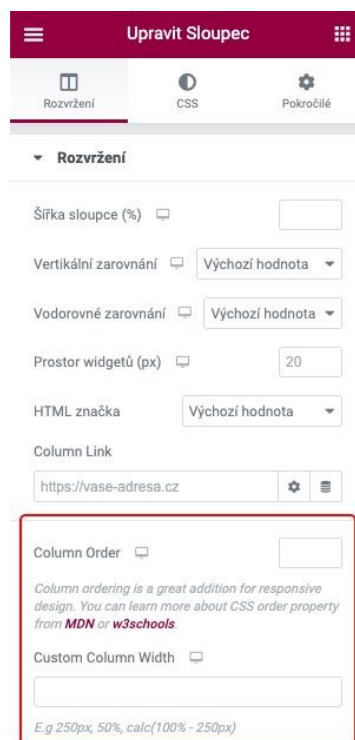 Upravit Sloupec
Rozvržení
CSS
Pokročilé
Rozvržení
Šířka sloupce (%)
Vertikální zarovnání
Výchozí hodnota
Vodorovné zarovnání
Výchozí hodnota
Prostor widgetů (px)
20
HTML značka
Výchozí hodnota
Column Link
https://vase-adresa.cz
Column Order
Column ordering is a great addition for responsive
design. You can learn more about CSS order property
from MDN or w3schools.
Custom Column Width
E.g 250px, 50%, calc(100% - 250px)